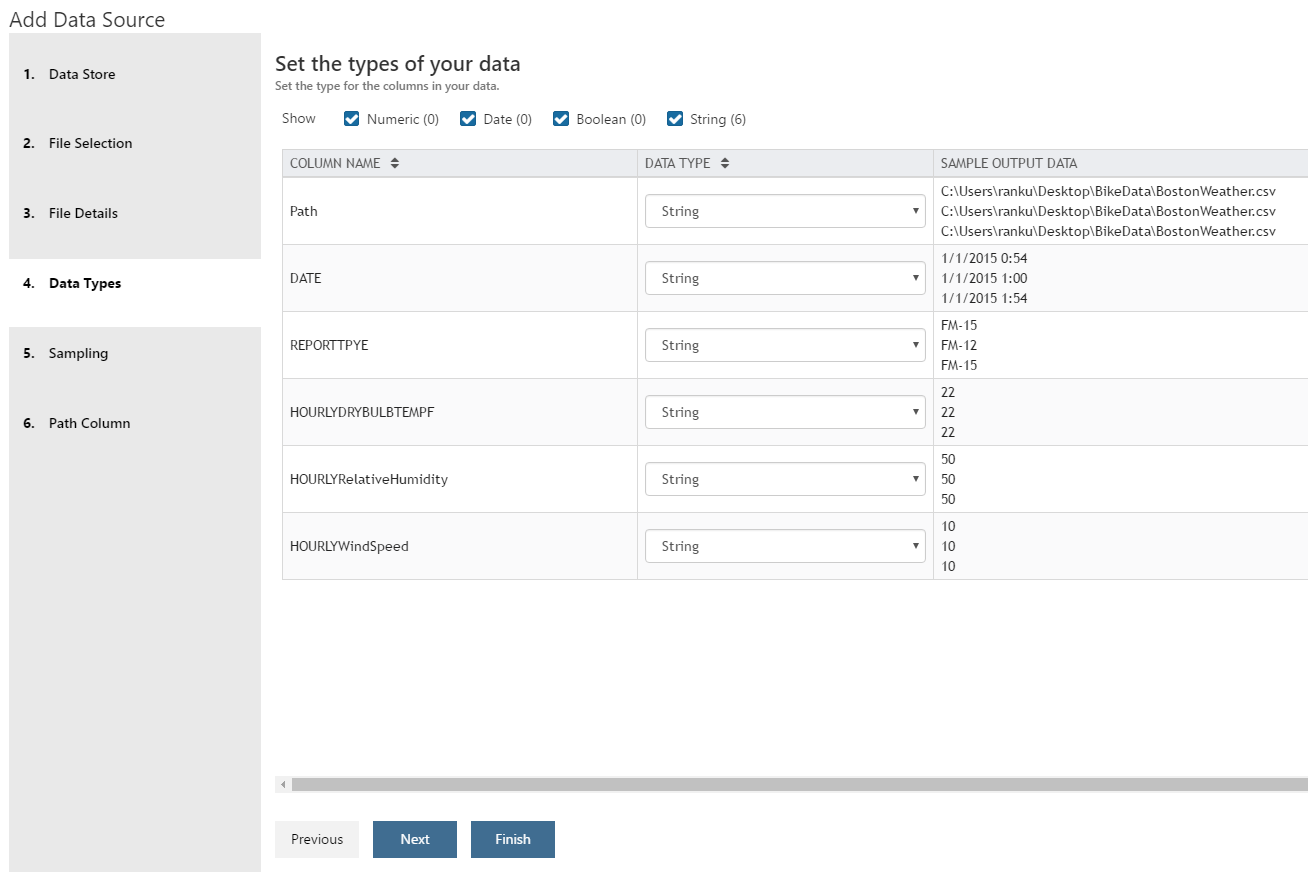 Add Data Source
1. Data Store
2. File Selection
3. File Details
4. Data Types
5. Sampling
6. Path Column
Set the types of your data
Set the type for the columns in your data.
Show Numeric (0) Date (0) Boolean (0) String (6)
COLUMN NAME DATA TYPE SAMPLE OUTPUT DATA
Path String
C:\Users\ranku\Desktop\BikeData\BostonWeather.csv
C:\Users\ranku\Desktop\BikeData\BostonWeather.csv
C:\Users\ranku\Desktop\BikeData\BostonWeather.csv
DATE String
1/1/2015 0:54
1/1/2015 1:00
1/1/2015 1:54
REPORTTPYE String
FM-15
FM-12
FM-15
HOURLYDRYBULBTEMPF String
22
22
22
HOURLYRelativeHumidity String
50
50
50
HOURLYWindSpeed String
10
10
10
Previous Next Finish